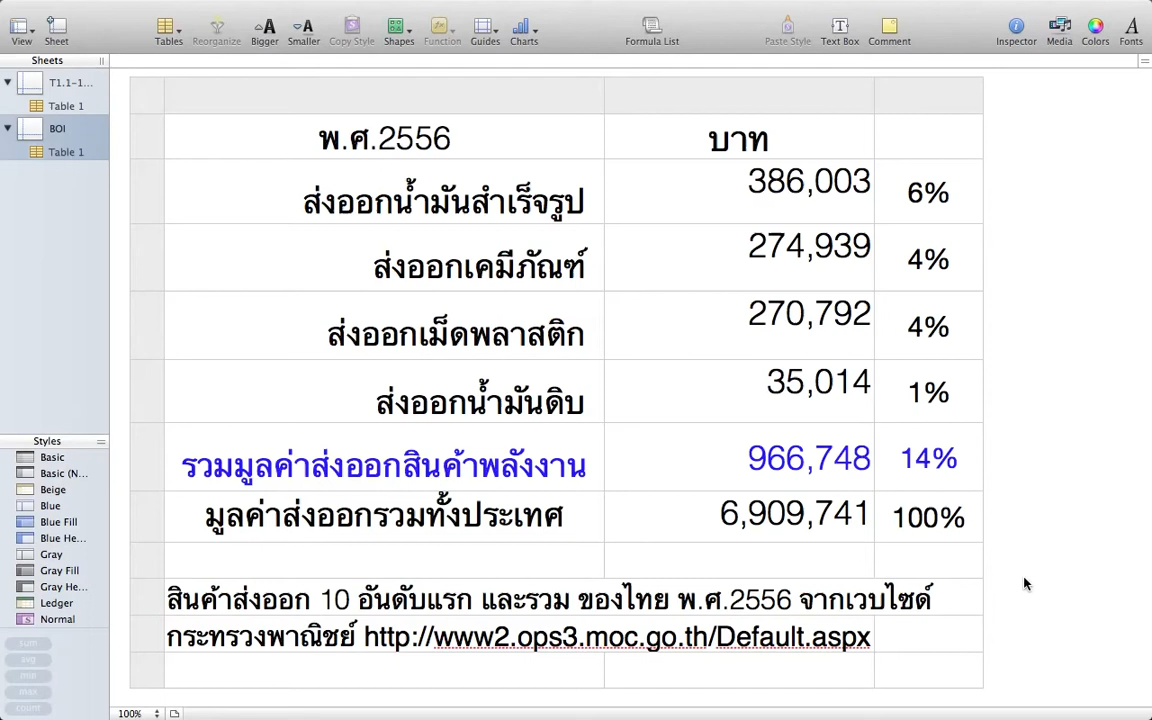 View
Sheet
Tables
Reorganize
Bigger
Smaller
Copy Style
Shapes
Function
Guides
Charts
Formula List
Paste Style
Text Box
Comment
Inspector
Media
Colors
Fonts
Sheets
T1.1-1...
Table 1
BOI
Table 1
Styles
Basic
Basic (N...
Beige
Blue
Blue Fill
Blue He...
Gray
Gray Fill
Gray He...
Ledger
Normal
sum
avg
min
max
count
พ.ศ.2556 บาท
ส่งออกน้ำมันสำเร็จรูป 386,003 6%
ส่งออกเคมีภัณฑ์ 274,939 4%
ส่งออกเม็ดพลาสติก 270,792 4%
ส่งออกน้ำมันดิบ 35,014 1%
รวมมูลค่าส่งออกสินค้าพลังงาน 966,748 14%
มูลค่าส่งออกรวมทั้งประเทศ 6,909,741 100%
สินค้าส่งออก 10 อันดับแรก และรวม ของไทย พ.ศ.2556 จากเวบไซด์
กระทรวงพาณิชย์ http://www2.ops3.moc.go.th/Default.aspx
100%